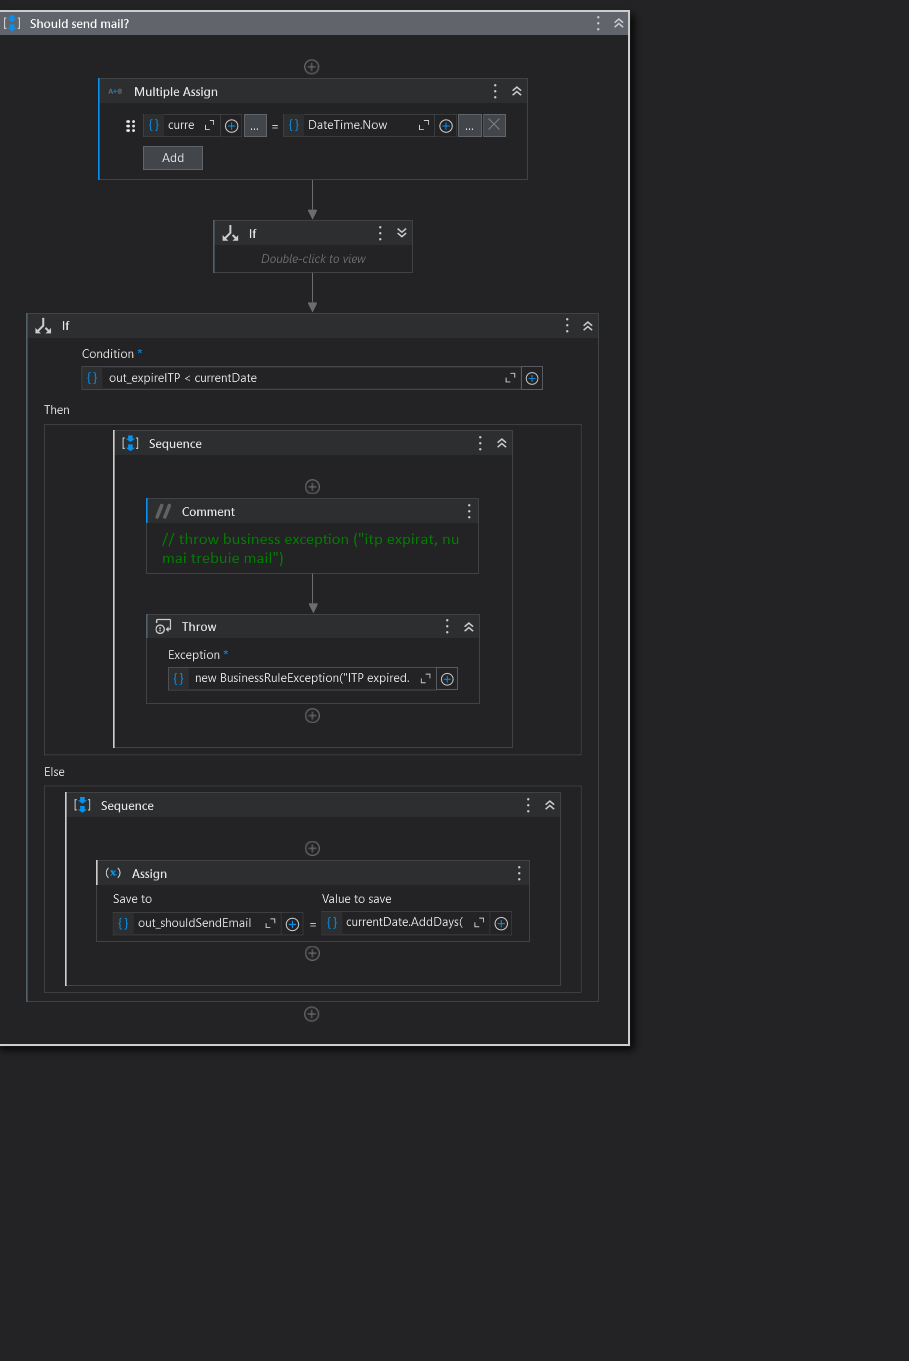 Should send mail?
A+B Multiple Assign
{} curre ... = {} DateTime.Now ...
Add
If
Double-click to view
If
Condition *
{} out_expireITP < currentDate
Then
Sequence
// Comment
// throw business exception ("itp expirat, nu
mai trebuie mail")
Throw
Exception *
{} new BusinessRuleException("ITP expired.
Else
Sequence
(x) Assign
Save to Value to save
{} out_shouldSendEmail = {} currentDate.AddDays(